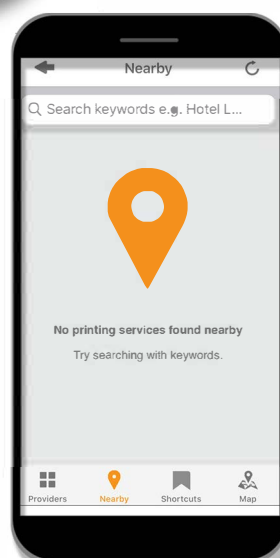 Nearby
Search keywords e.g. Hotel L...
No printing services found nearby
Try searching with keywords.
Providers Nearby Shortcuts Map